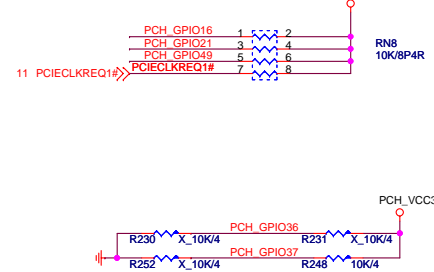 PCH_GPIO16 1 2
PCH_GPIO21 3 4 RN8
PCH_GPIO49 5 6 10K/8P4R
11 PCIECLKREQ1# PCIECLKREQ1# 7 8
PCH_VCC3
PCH_GPIO36
R230 X_10K/4 R231 X_10K/4
PCH_GPIO37
R252 X_10K/4 R248 10K/4